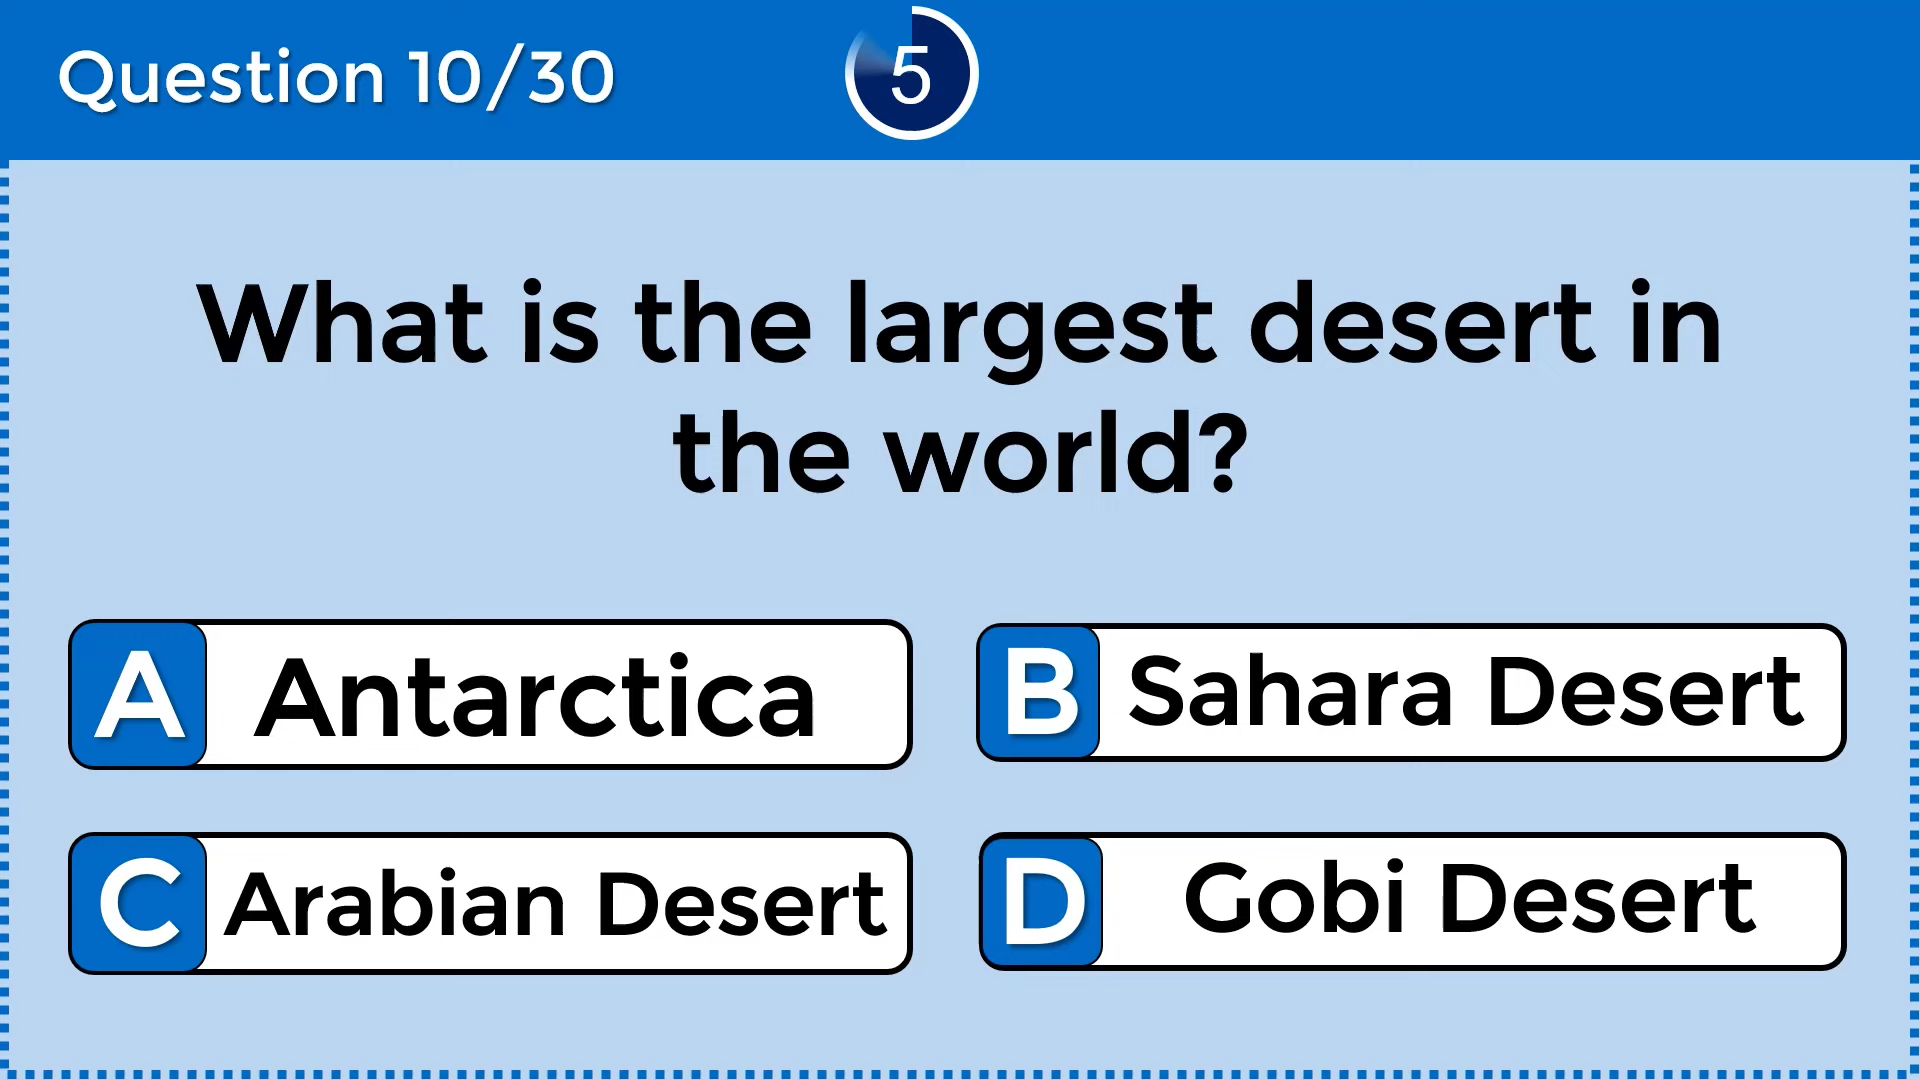 Question 10/30
5
What is the largest desert in
the world?
A Antarctica
B Sahara Desert
C Arabian Desert
D Gobi Desert